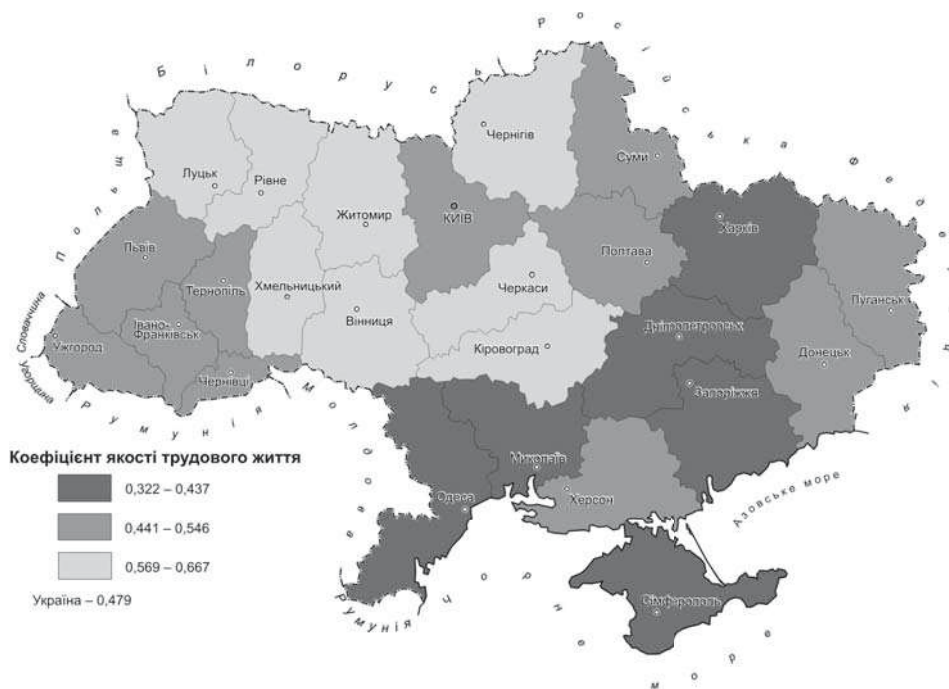 Білорусь
Російська Федерація
Польща
Словаччина
Угорщина
Румунія
Молдова
Румунія
Чорне море
Азовське море
Чернігів
Луцьк
Рівне
Суми
Житомир
КИЇВ
Харків
Львів
Полтава
Тернопіль
Хмельницький
Черкаси
Луганськ
Вінниця
Івано-
Франківськ
Дніпропетровськ
Ужгород
Кіровоград
Донецьк
Чернівці
Запоріжжя
Миколаїв
Херсон
Одеса
Сімферополь
Коефіцієнт якості трудового життя
0,322 – 0,437
0,441 – 0,546
0,569 – 0,667
Україна – 0,479